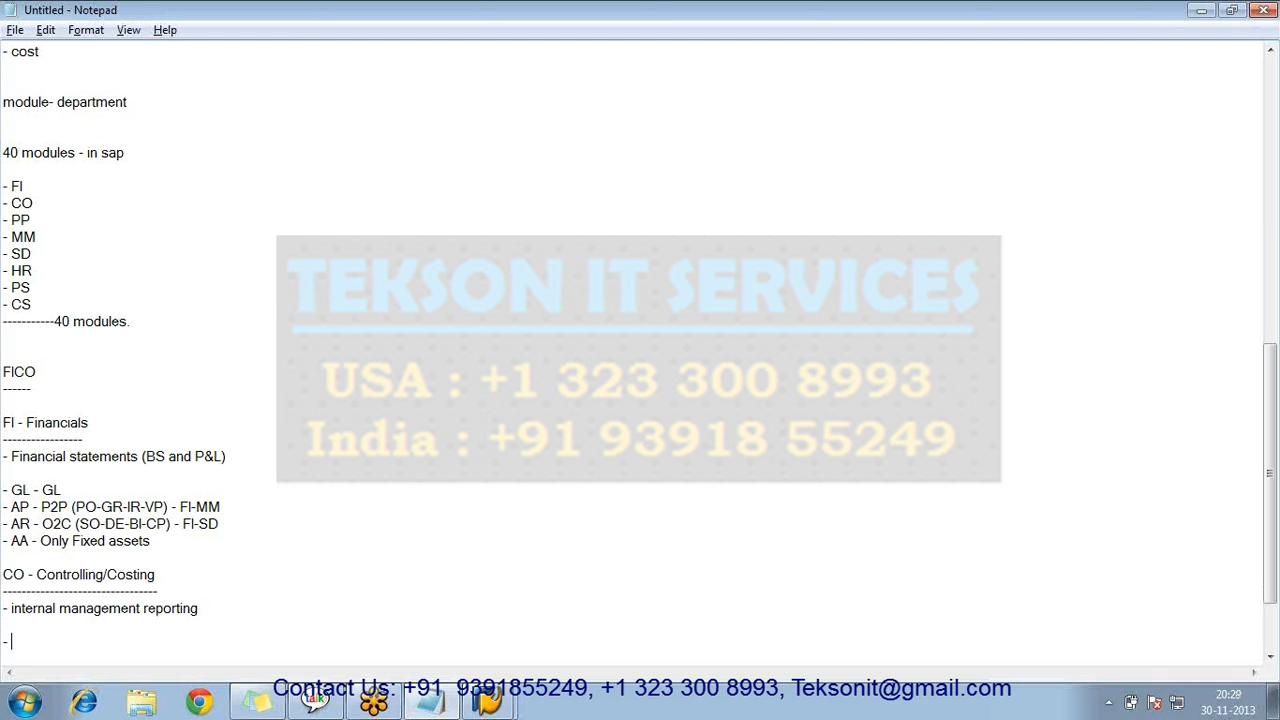 Untitled - Notepad
File Edit Format View Help
- cost
module- department
40 modules - in sap
- FI
- CO
- PP
- MM
- SD
- HR
- PS
- CS
-----------40 modules.
FICO
------
FI - Financials
-----------------
- Financial statements (BS and P&L)
- GL - GL
- AP - P2P (PO-GR-IR-VP) - FI-MM
- AR - O2C (SO-DE-BI-CP) - FI-SD
- AA - Only Fixed assets
CO - Controlling/Costing
---------------------------------
- internal management reporting
-
TEKSON IT SERVICES
USA : +1 323 300 8993
India : +91 93918 55249
talk
Contact Us: +91 9391855249, +1 323 300 8993, Teksonit@gmail.com
20:29
30-11-2013